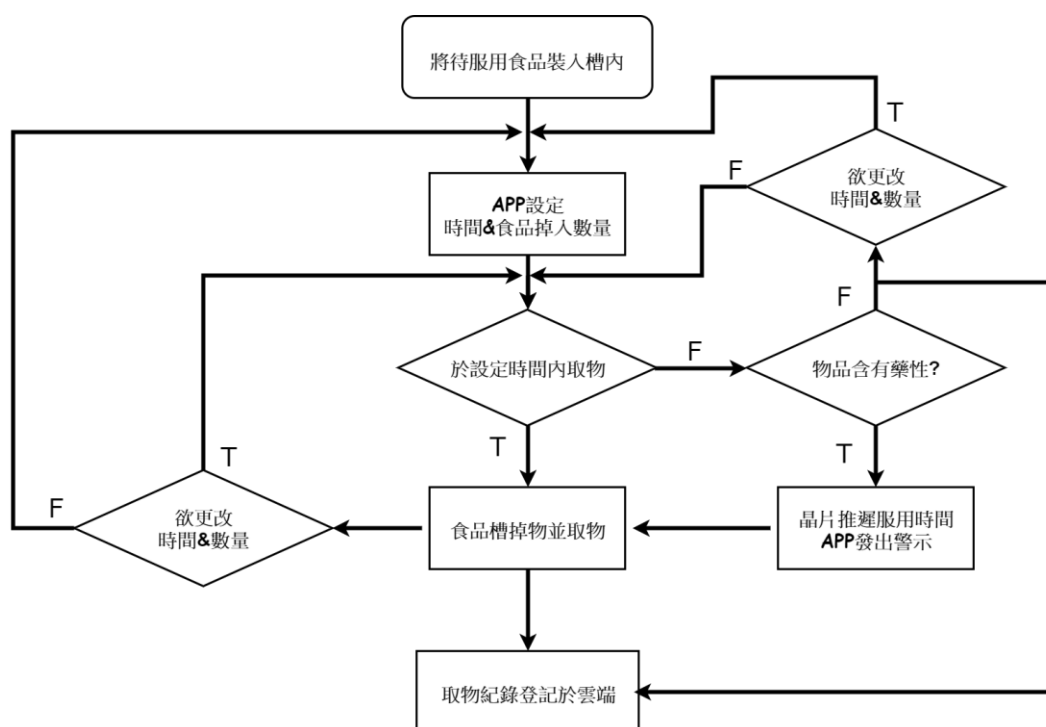 將待服用食品裝入槽內
T
欲更改
時間&數量
F
APP設定
時間&食品掉入數量
F
於設定時間內取物
F
物品含有藥性?
T
T
T
F
欲更改
時間&數量
食品槽掉物並取物
晶片推遲服用時間
APP發出警示
取物紀錄登記於雲端